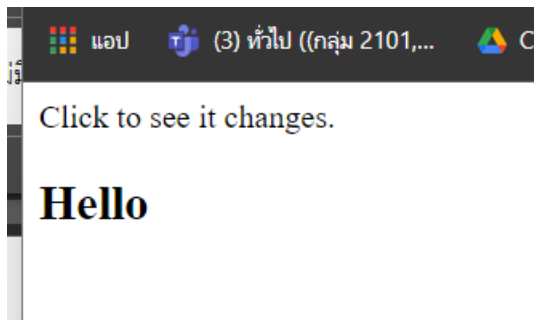 แอป (3) ทั่วไป ((กลุ่ม 2101,... C
Click to see it changes.
Hello